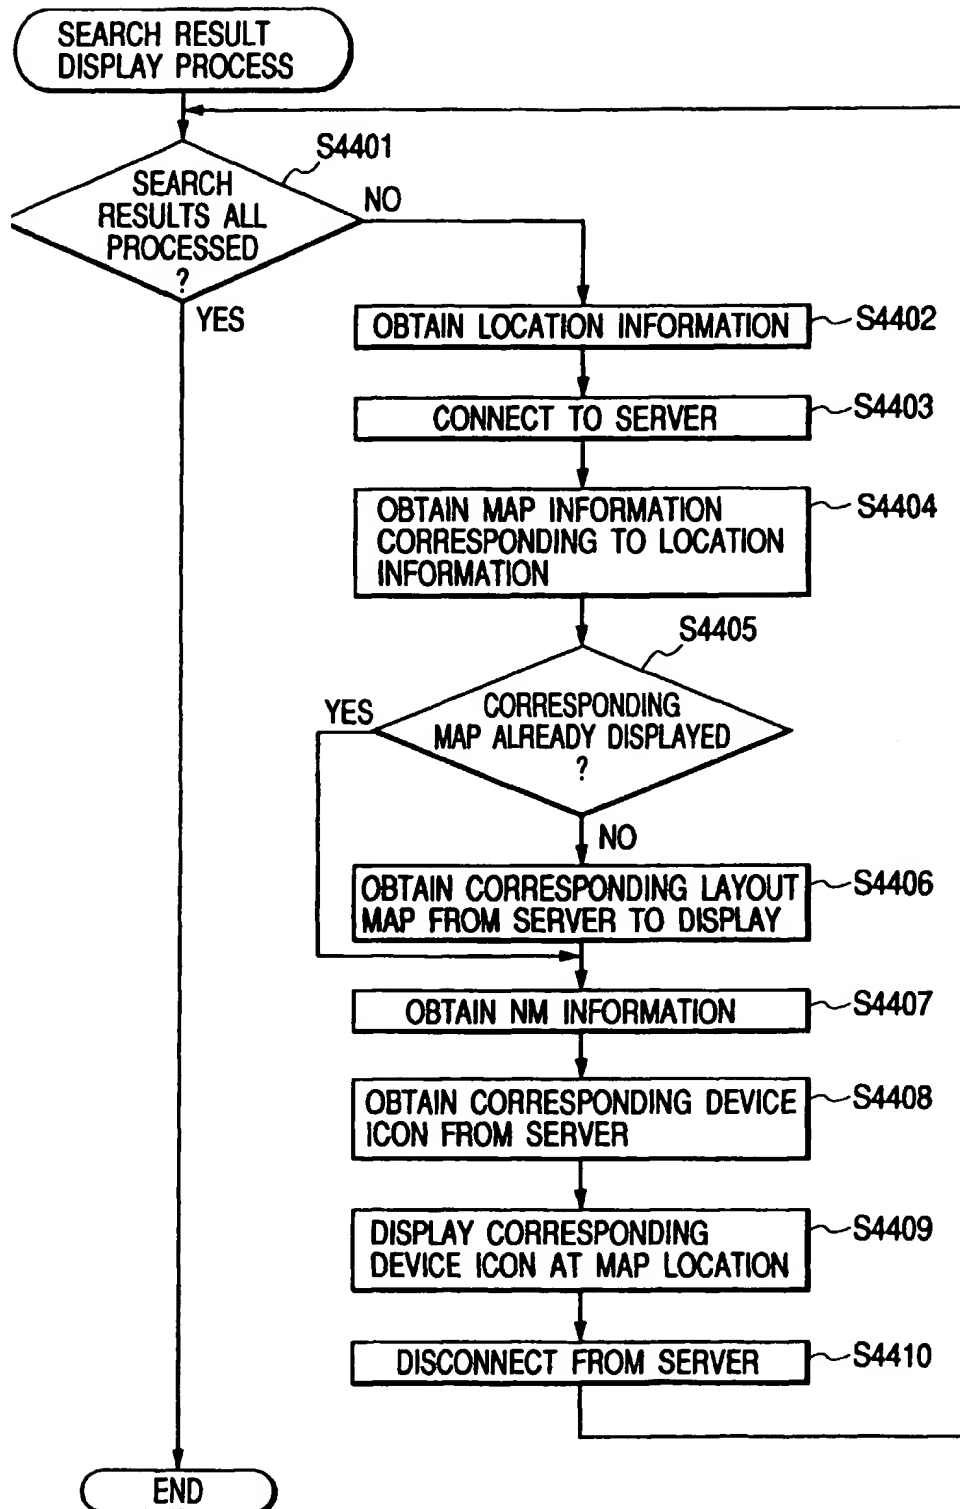 SEARCH RESULT
DISPLAY PROCESS
S4401
SEARCH
RESULTS ALL
PROCESSED
?
NO
YES
OBTAIN LOCATION INFORMATION
S4402
CONNECT TO SERVER
S4403
OBTAIN MAP INFORMATION
CORRESPONDING TO LOCATION
INFORMATION
S4404
S4405
CORRESPONDING
MAP ALREADY DISPLAYED
?
YES
NO
OBTAIN CORRESPONDING LAYOUT
MAP FROM SERVER TO DISPLAY
S4406
OBTAIN NM INFORMATION
S4407
OBTAIN CORRESPONDING DEVICE
ICON FROM SERVER
S4408
DISPLAY CORRESPONDING
DEVICE ICON AT MAP LOCATION
S4409
DISCONNECT FROM SERVER
S4410
END